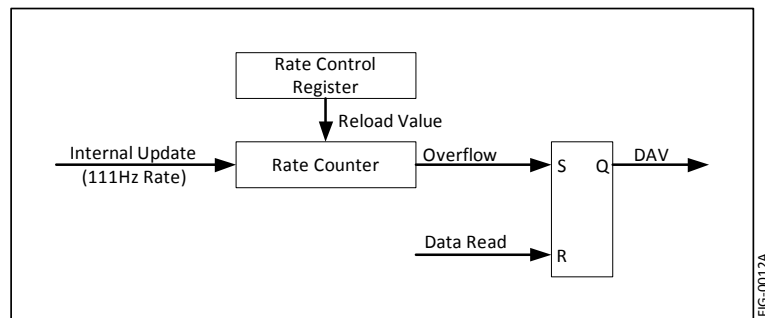 Rate Control
Register
Reload Value
Internal Update
(111Hz Rate)
Rate Counter
Overflow
S Q
DAV
Data Read
R
FIG-0012A